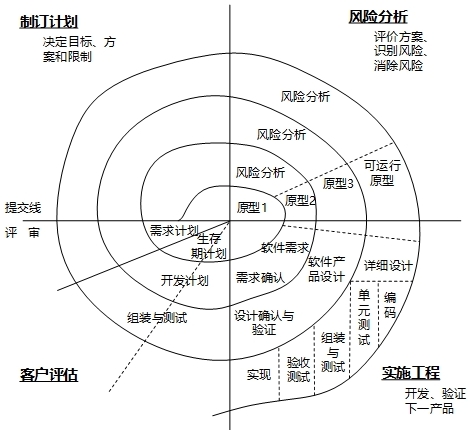 制订计划
决定目标、方
案和限制
风险分析
评价方案、
识别风险、
消除风险
风险分析
风险分析
风险分析
可运行
原型
原型3
原型2
原型1
提交线
评 审
需求计划
生存
期计划
开发计划
组装与测试
软件需求
需求确认
软件产
品设计
设计确认与
验证
详细设计
编
码
单
元
测
试
组装
与
测试
验收
测试
实现
客户评估
实施工程
开发、验证
下一产品